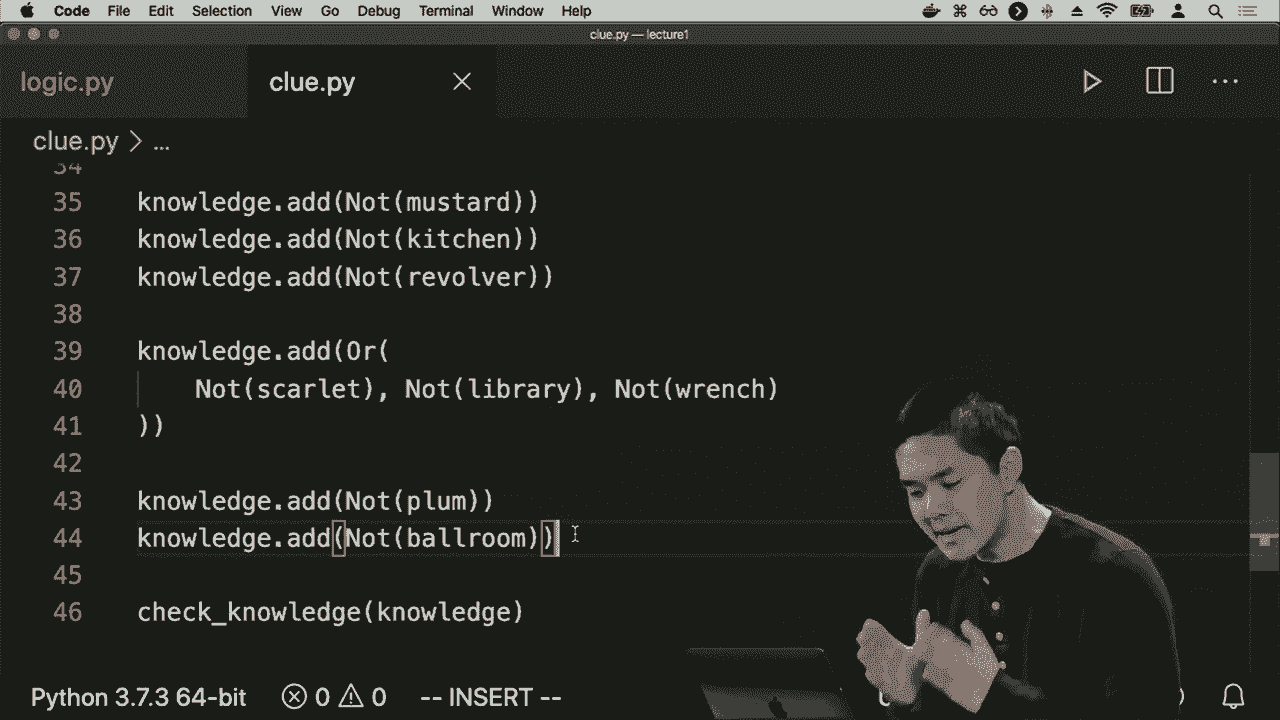 Code File Edit Selection View Go Debug Terminal Window Help
clue.py — lecture1
logic.py clue.py
clue.py > ...
34
35 knowledge.add(Not(mustard))
36 knowledge.add(Not(kitchen))
37 knowledge.add(Not(revolver))
38
39 knowledge.add(Or(
40 Not(scarlet), Not(library), Not(wrench)
41 ))
42
43 knowledge.add(Not(plum))
44 knowledge.add(Not(ballroom))
45
46 check_knowledge(knowledge)
Python 3.7.3 64-bit 0 0 -- INSERT --